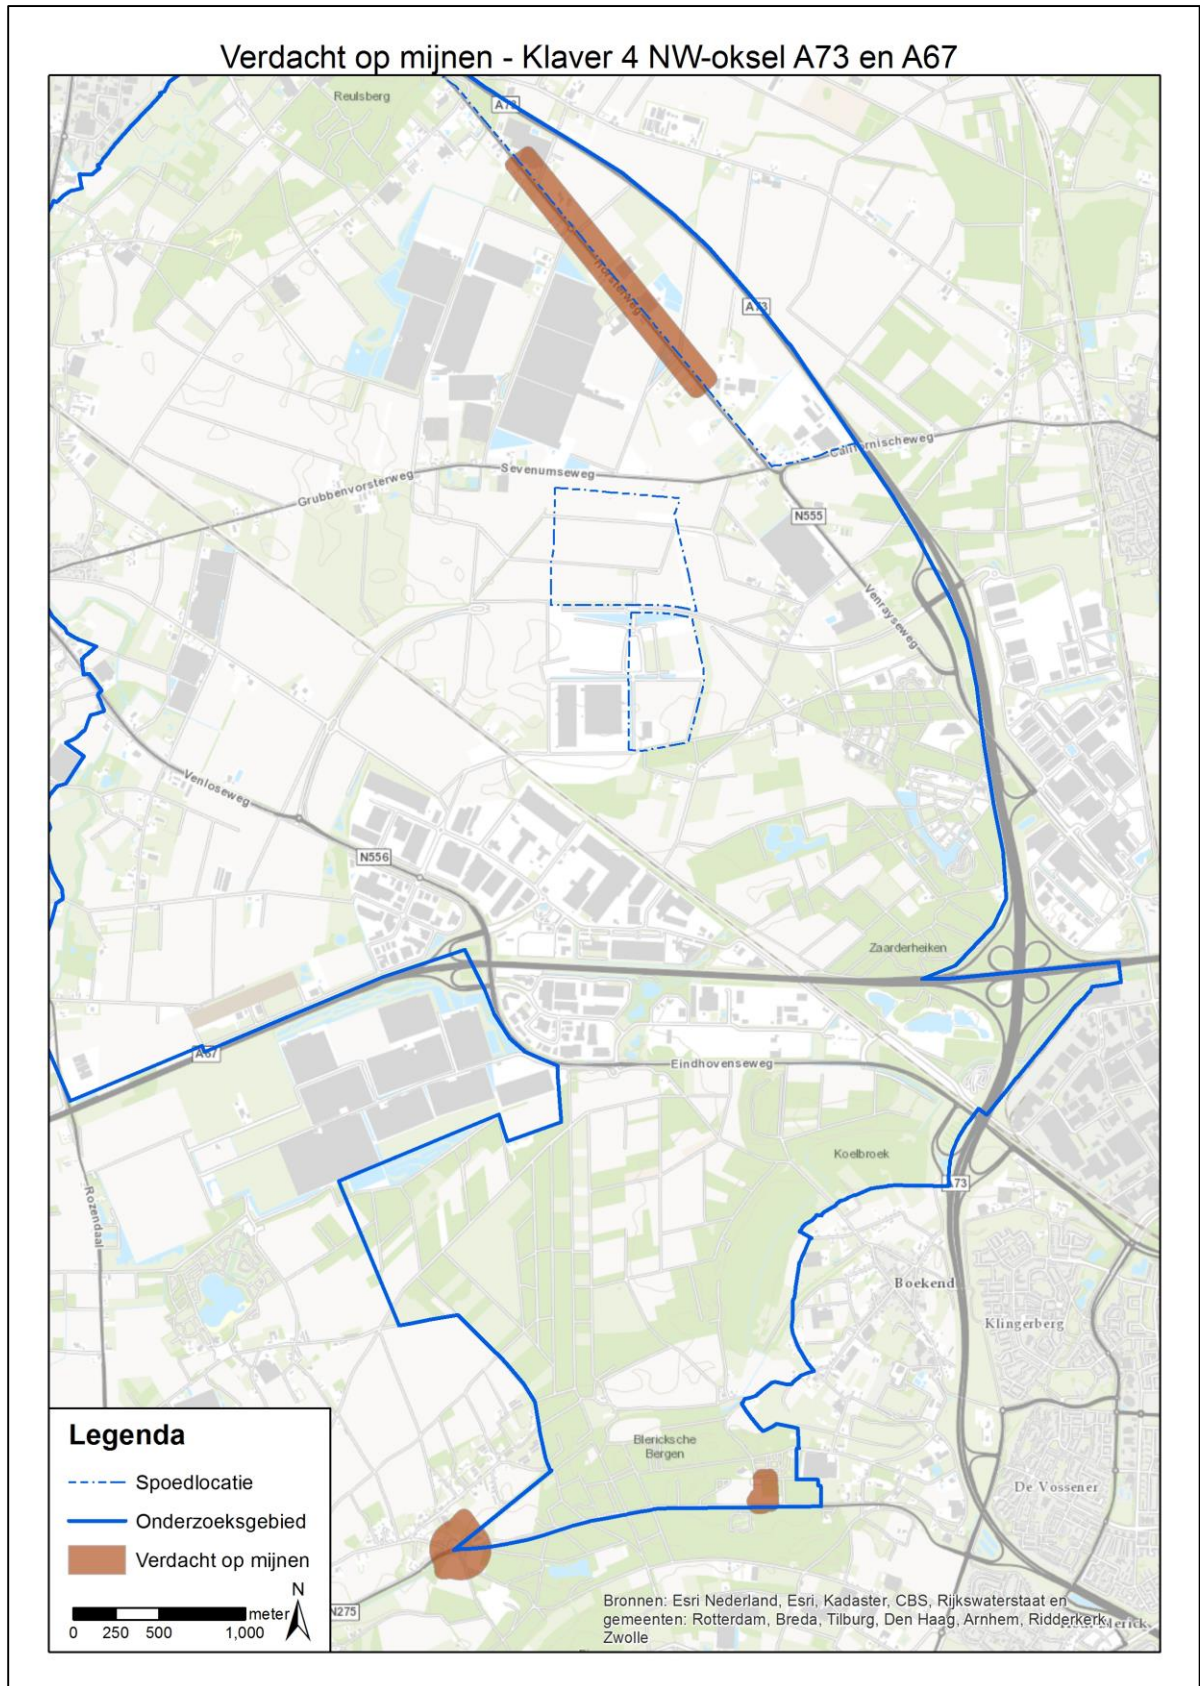 Verdacht op mijnen - Klaver 4 NW-oksel A73 en A67
Reulsberg
A73
Horsterweg
A73
Californischeweg
Sevenumseweg
Grubbenvorsterweg
N555
Venrayseweg
Venloseweg
N556
Zaarderheiken
A67
Eindhovenseweg
Koelbroek
A73
Rozendaal
Boekend
Klingerberg
Blericksche
Bergen
De Vossener
Legenda
Spoedlocatie
Onderzoeksgebied
Verdacht op mijnen
N
meter
0 250 500 1,000
N275
Bronnen: Esri Nederland, Esri, Kadaster, CBS, Rijkswaterstaat en
gemeenten: Rotterdam, Breda, Tilburg, Den Haag, Arnhem, Ridderkerk,
Zwolle